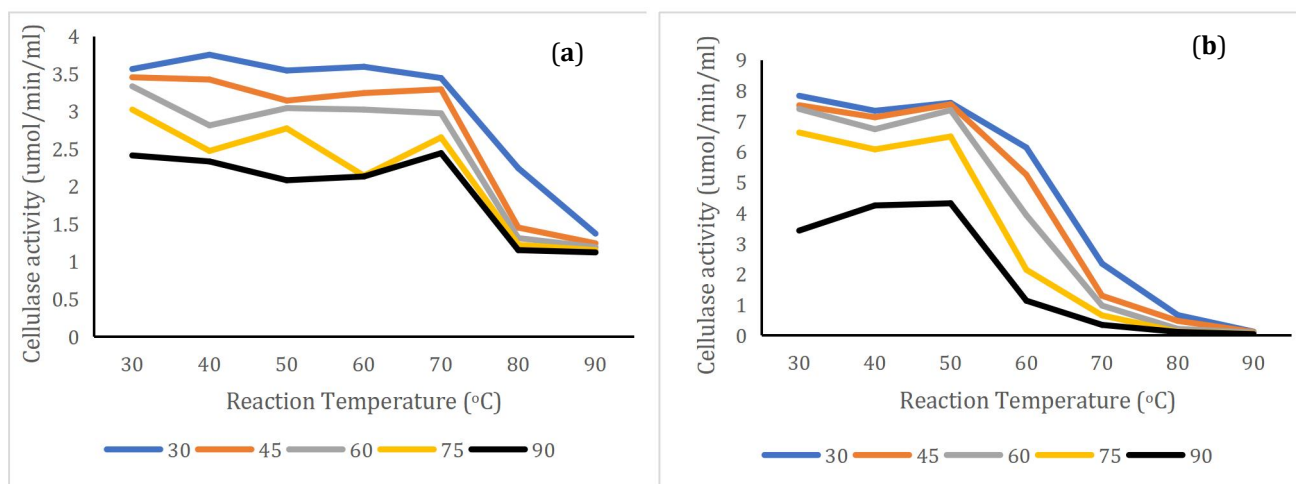 (a)
Cellulase activity (umol/min/ml)
4
3.5
3
2.5
2
1.5
1
0.5
0
30 40 50 60 70 80 90
Reaction Temperature (ºC)
30 45 60 75 90
(b)
Cellulase activity (umol/min/ml)
9
8
7
6
5
4
3
2
1
0
30 40 50 60 70 80 90
Reaction Temperature (ºC)
30 45 60 75 90